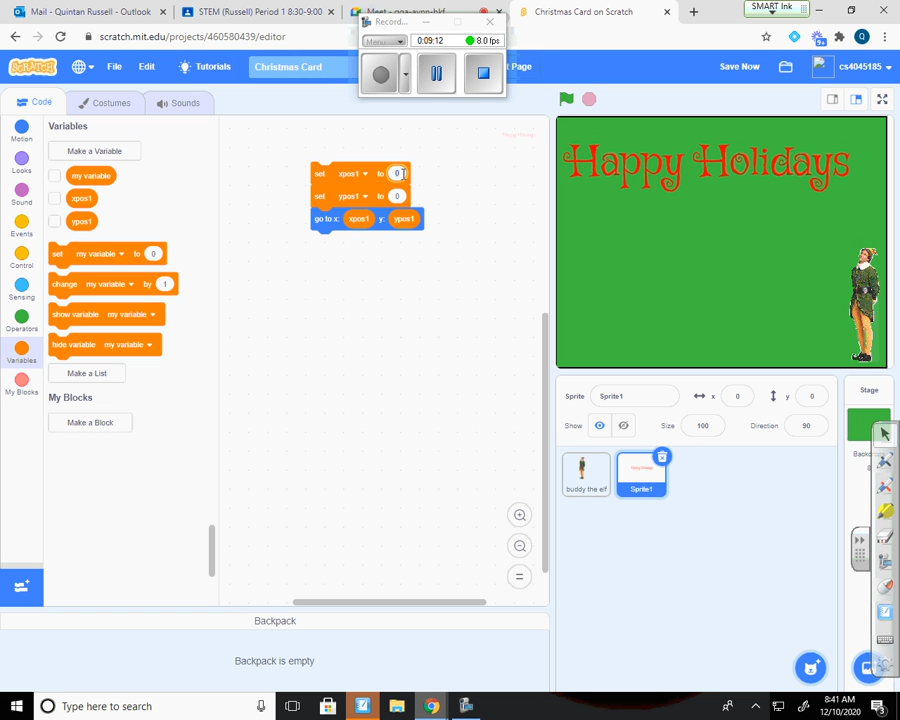 Mail - Quintan Russell - Outlook
STEM (Russell) Period 1 8:30-9:00
Christmas Card on Scratch
SMART Ink
Record...
Menu
0:09:12
8.0 fps
scratch.mit.edu/projects/460580439/editor
9+
Q
SCRATCH
File
Edit
Tutorials
Christmas Card
Page
Save Now
cs4045185
Code
Costumes
Sounds
Motion
Looks
Sound
Events
Control
Sensing
Operators
Variables
My Blocks
Variables
Make a Variable
my variable
xpos1
ypos1
set my variable to 0
change my variable by 1
show variable my variable
hide variable my variable
Make a List
My Blocks
Make a Block
set xpos1 to 0
set ypos1 to 0
go to x: xpos1 y: ypos1
Happy Holidays
Sprite Sprite1 x 0 y 0
Show Size 100 Direction 90
buddy the elf
Sprite1
Stage
Backpack
Backpack is empty
Type here to search
8:41 AM
12/10/2020
3